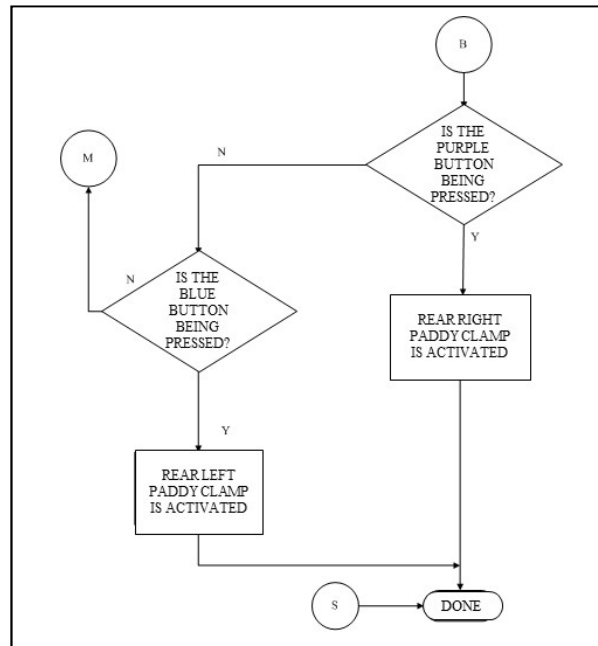 B
IS THE
PURPLE
BUTTON
BEING
PRESSED?
N
M
Y
N
IS THE
BLUE
BUTTON
BEING
PRESSED?
REAR RIGHT
PADDY CLAMP
IS ACTIVATED
Y
REAR LEFT
PADDY CLAMP
IS ACTIVATED
S
DONE